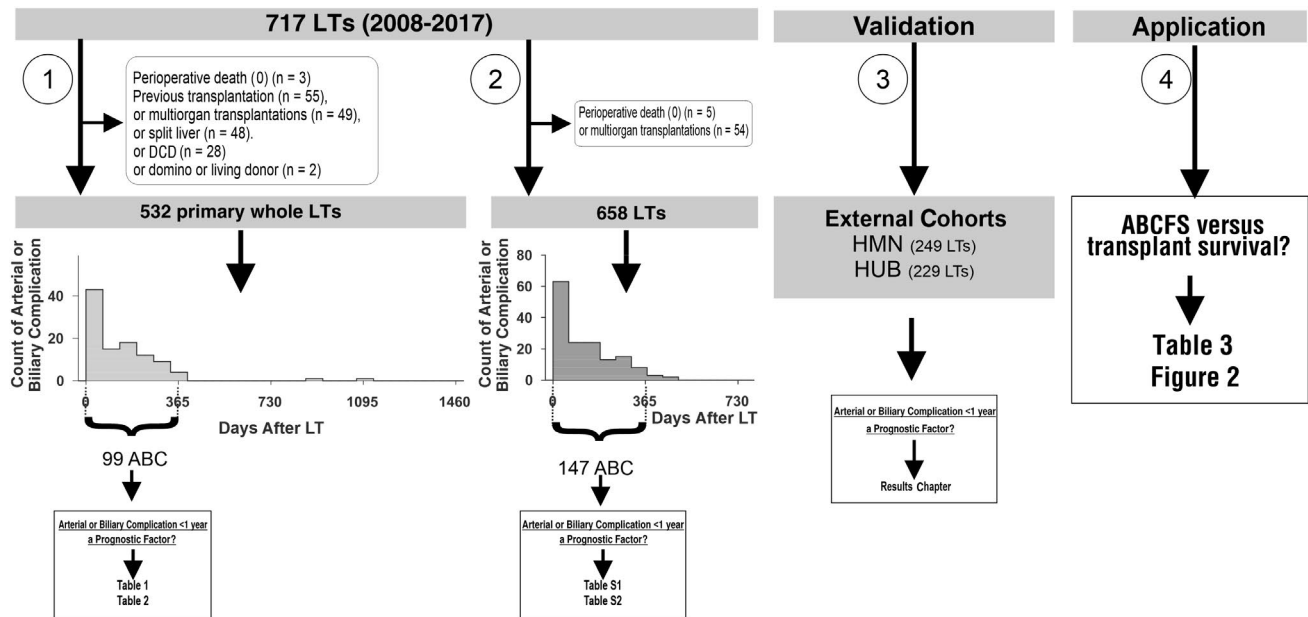 717 LTs (2008-2017)
1
Perioperative death (0) (n = 3)
Previous transplantation (n = 55),
or multiorgan transplantations (n = 49),
or split liver (n = 48).
or DCD (n = 28)
or domino or living donor (n = 2)
532 primary whole LTs
Count of Arterial or
Biliary Complication
40
20
0
0
365
730
1095
1460
Days After LT
99 ABC
Arterial or Biliary Complication <1 year
a Prognostic Factor?
Table 1
Table 2
2
Perioperative death (0) (n = 5)
or multiorgan transplantations (n = 54)
658 LTs
Count of Arterial or
Biliary Complication
80
60
40
20
0
0
365
730
Days After LT
147 ABC
Arterial or Biliary Complication <1 year
a Prognostic Factor?
Table S1
Table S2
Validation
3
External Cohorts
HMN (249 LTs)
HUB (229 LTs)
Arterial or Biliary Complication <1 year
a Prognostic Factor?
Results Chapter
Application
4
ABCFS versus
transplant survival?
Table 3
Figure 2